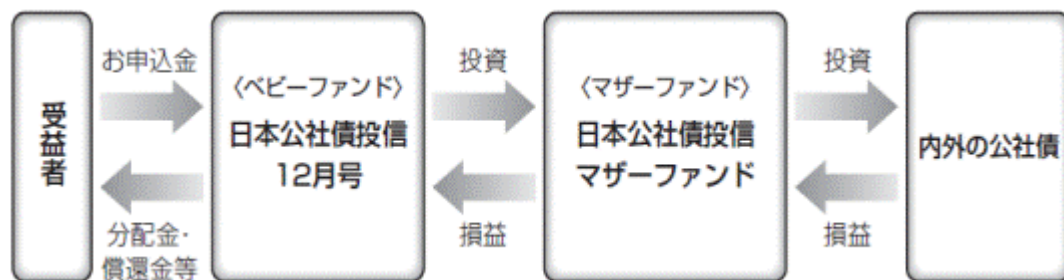 受益者
お申込金
分配金・
償還金等
〈ベビーファンド〉
日本公社債投信
12月号
投資
損益
〈マザーファンド〉
日本公社債投信
マザーファンド
投資
損益
内外の公社債